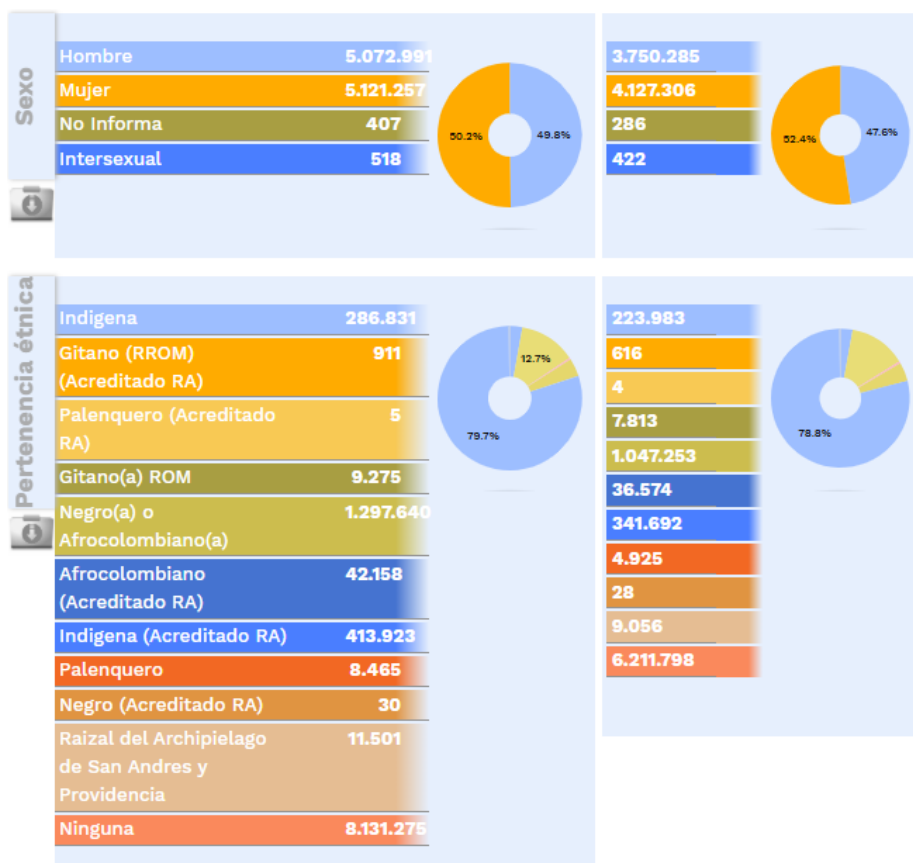 Sexo
Hombre 5.072.991
Mujer 5.121.257
No Informa 407
Intersexual 518
50.2% 49.8%
3.750.285
4.127.306
286
422
52.4% 47.6%
Pertenencia étnica
Indigena 286.831
Gitano (RROM) 911
(Acreditado RA)
Palenquero (Acreditado 5
RA)
Gitano(a) ROM 9.275
Negro(a) o 1.297.640
Afrocolombiano(a)
Afrocolombiano 42.158
(Acreditado RA)
Indigena (Acreditado RA) 413.923
Palenquero 8.465
Negro (Acreditado RA) 30
Raizal del Archipielago 11.501
de San Andres y
Providencia
Ninguna 8.131.275
12.7%
79.7%
223.983
616
4
7.813
1.047.253
36.574
341.692
4.925
28
9.056
6.211.798
78.8%